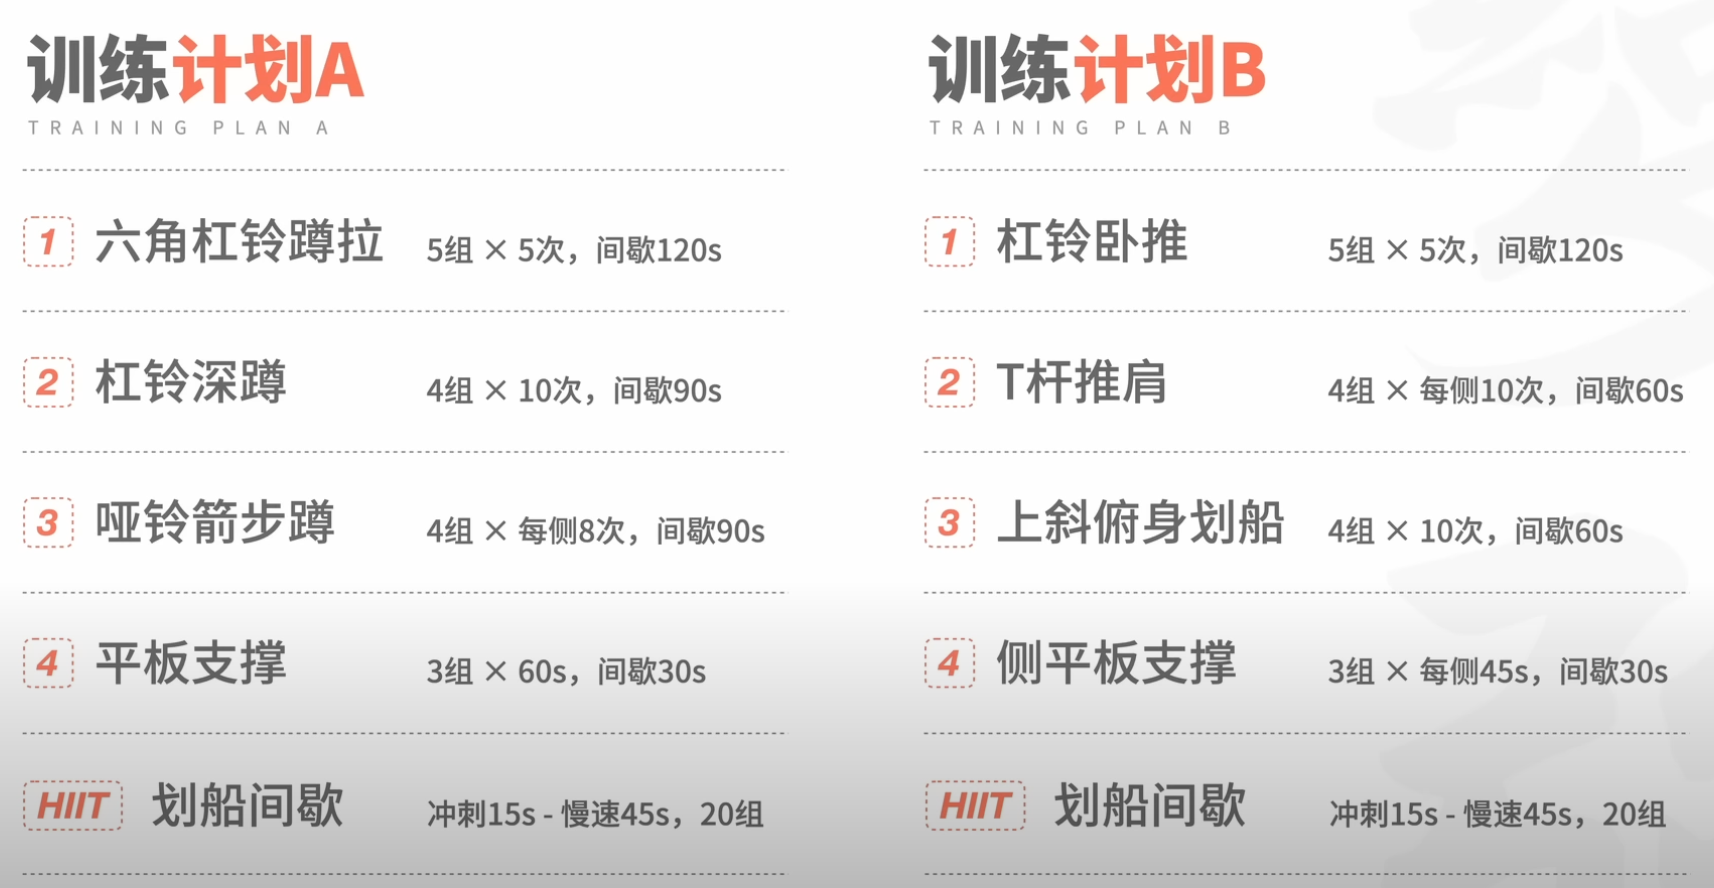 训练计划A
TRAINING PLAN A
1 六角杠铃蹲拉 5组 × 5次，间歇120s
2 杠铃深蹲 4组 × 10次，间歇90s
3 哑铃箭步蹲 4组 × 每侧8次，间歇90s
4 平板支撑 3组 × 60s，间歇30s
HIIT 划船间歇 冲刺15s - 慢速45s，20组
训练计划B
TRAINING PLAN B
1 杠铃卧推 5组 × 5次，间歇120s
2 T杆推肩 4组 × 每侧10次，间歇60s
3 上斜俯身划船 4组 × 10次，间歇60s
4 侧平板支撑 3组 × 每侧45s，间歇30s
HIIT 划船间歇 冲刺15s - 慢速45s，20组